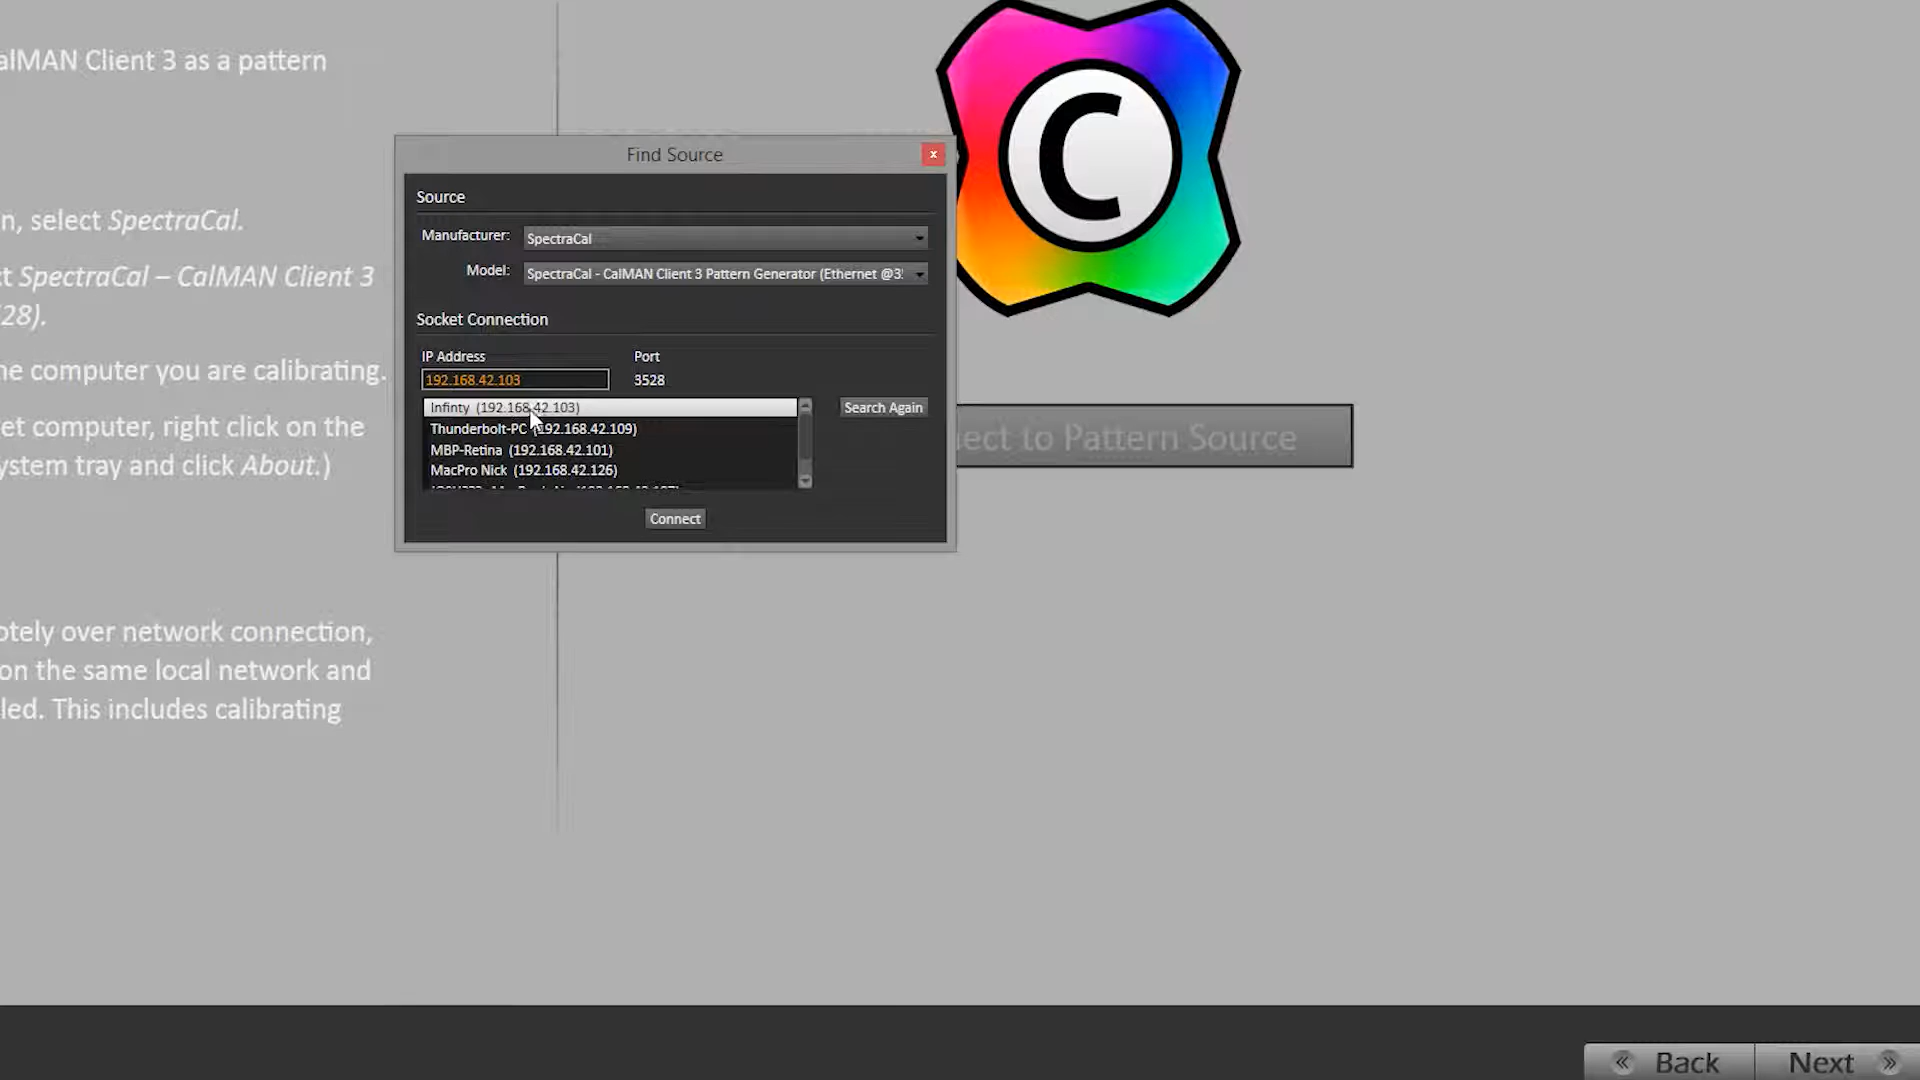 alMAN Client 3 as a pattern
n, select SpectraCal.
ct SpectraCal – CalMAN Client 3
28).
ne computer you are calibrating.
et computer, right click on the
ystem tray and click About.)
otely over network connection,
on the same local network and
led. This includes calibrating
C
Find Source
x
Source
Manufacturer:
SpectraCal
Model:
SpectraCal - CalMAN Client 3 Pattern Generator (Ethernet @3
Socket Connection
IP Address
Port
192.168.42.103
3528
Infinty (192.168.42.103)
Search Again
Thunderbolt-PC (192.168.42.109)
MBP-Retina (192.168.42.101)
MacPro Nick (192.168.42.126)
Connect
nect to Pattern Source
« Back
Next »